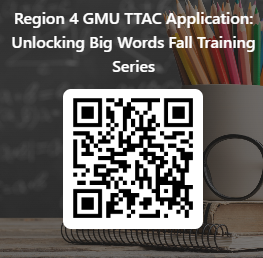 Region 4 GMU TTAC Application:
Unlocking Big Words Fall Training
Series